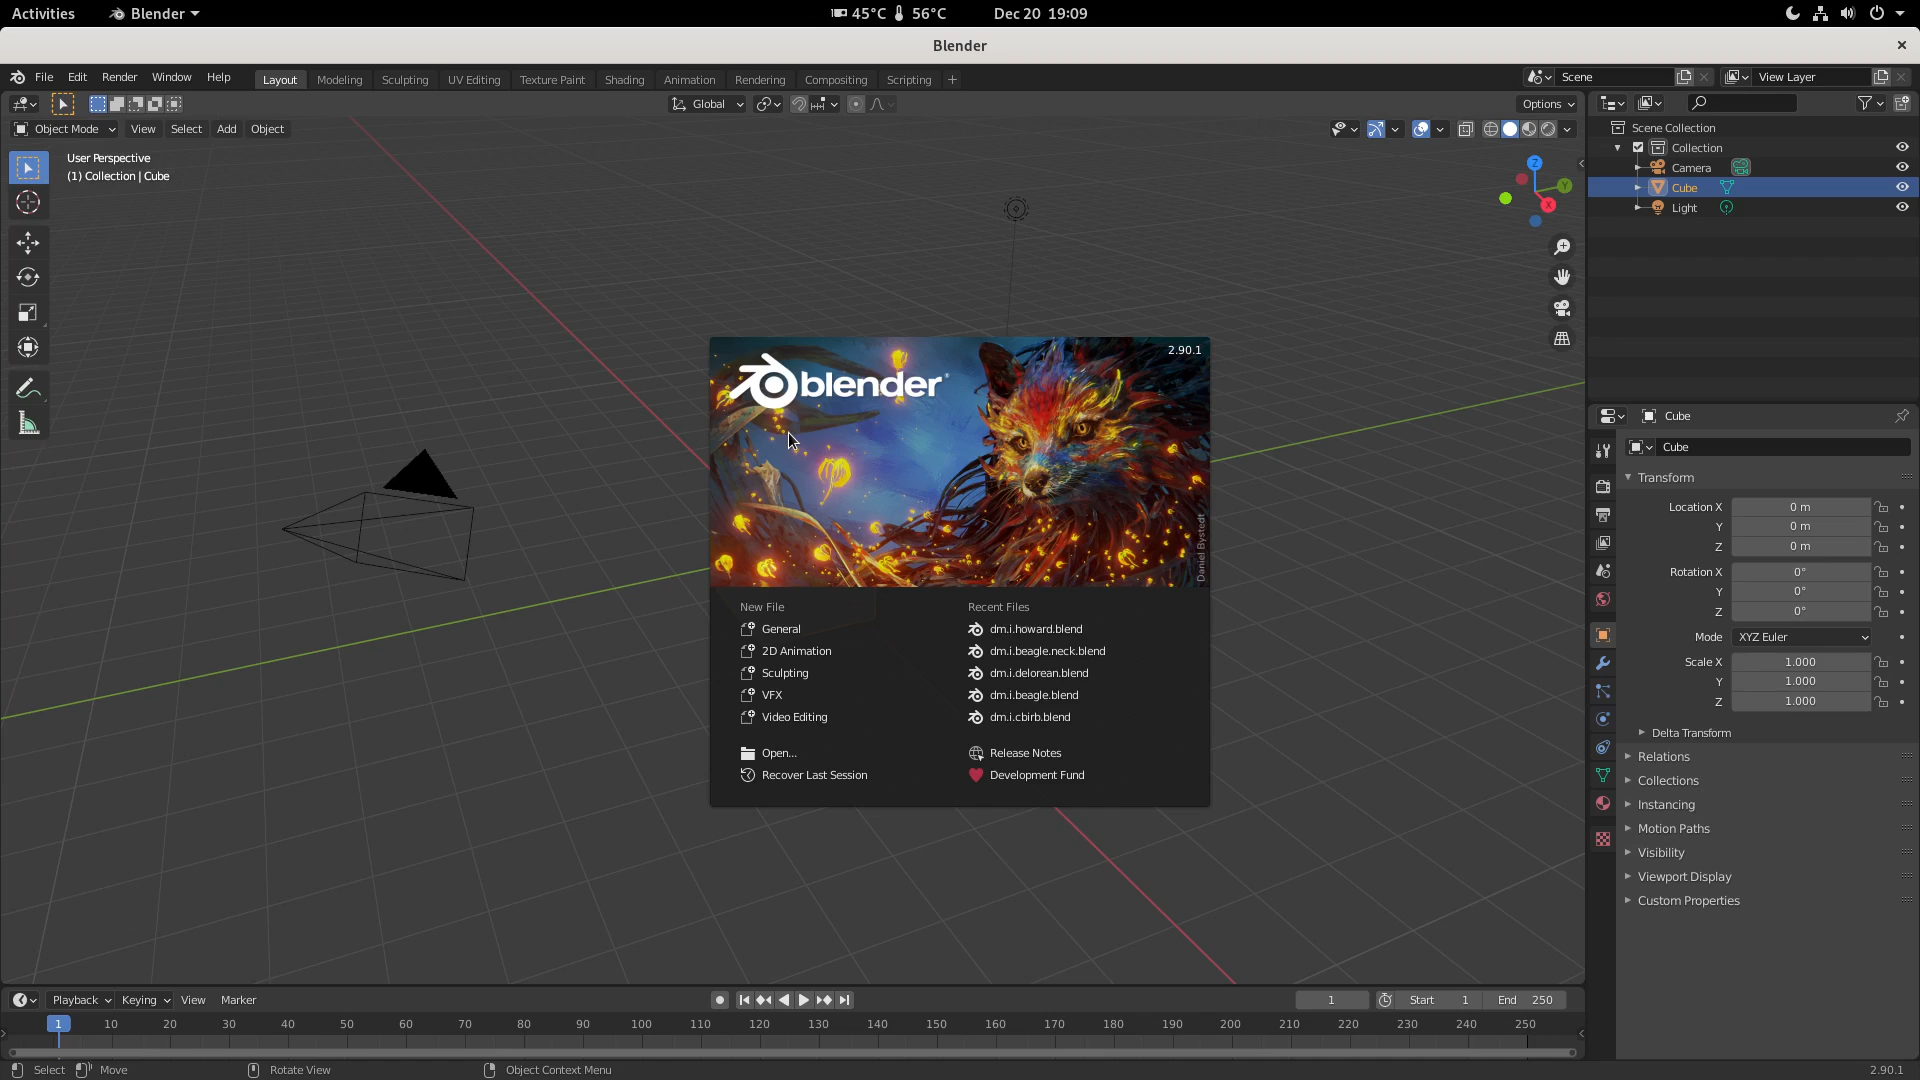 Activities Blender 45°C 56°C Dec 20 19:09
Blender
File Edit Render Window Help Layout Modeling Sculpting UV Editing Texture Paint Shading Animation Rendering Compositing Scripting + Scene View Layer
Global Options
Object Mode View Select Add Object
User Perspective
(1) Collection | Cube
Z
Y
X
Scene Collection
Collection
Camera
Cube
Light
2.90.1
blender
Daniel Bystedt
New File
General
2D Animation
Sculpting
VFX
Video Editing
Open...
Recover Last Session
Recent Files
dm.i.howard.blend
dm.i.beagle.neck.blend
dm.i.delorean.blend
dm.i.beagle.blend
dm.i.cbirb.blend
Release Notes
Development Fund
Cube
Cube
Transform
Location X 0 m
Y 0 m
Z 0 m
Rotation X 0°
Y 0°
Z 0°
Mode XYZ Euler
Scale X 1.000
Y 1.000
Z 1.000
Delta Transform
Relations
Collections
Instancing
Motion Paths
Visibility
Viewport Display
Custom Properties
Playback Keying View Marker 1 Start 1 End 250
1 10 20 30 40 50 60 70 80 90 100 110 120 130 140 150 160 170 180 190 200 210 220 230 240 250
Select Move Rotate View Object Context Menu 2.90.1